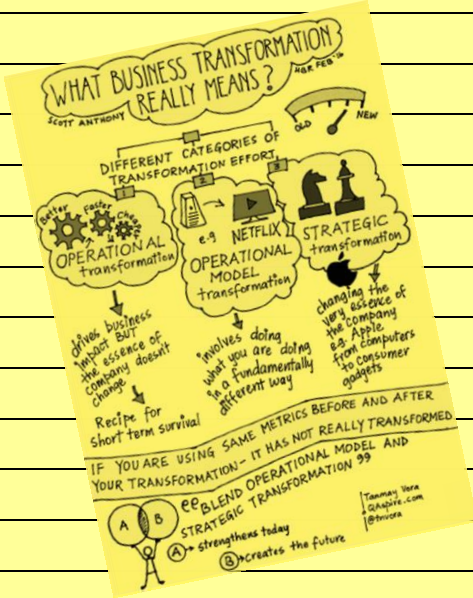 WHAT BUSINESS TRANSFORMATION
REALLY MEANS?
SCOTT ANTHONY
HBR FEB'16
OLD
NEW
DIFFERENT CATEGORIES OF
TRANSFORMATION EFFORT
1
Better
Faster
Cheaper
OPERATIONAL
transformation
drives business
impact BUT
the essence of
company doesnt
change
Recipe for
short term survival
2
e.g
NETFLIX
OPERATIONAL
MODEL
transformation
involves doing
what you are doing
in a fundamentally
different way
3
STRATEGIC
transformation
changing the
very essence of
the company
e.g. Apple
from computers
to consumer
gadgets
IF YOU ARE USING SAME METRICS BEFORE AND AFTER
YOUR TRANSFORMATION - IT HAS NOT REALLY TRANSFORMED
"BLEND OPERATIONAL MODEL AND
STRATEGIC TRANSFORMATION"
A B
A → strengthens today
B → creates the future
Tanmay Vora
QAspire.com
@tnvora